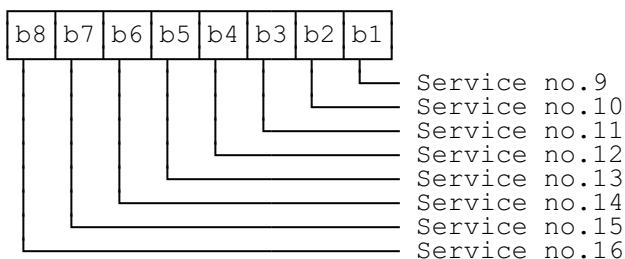 b8 b7 b6 b5 b4 b3 b2 b1
Service no.9
Service no.10
Service no.11
Service no.12
Service no.13
Service no.14
Service no.15
Service no.16